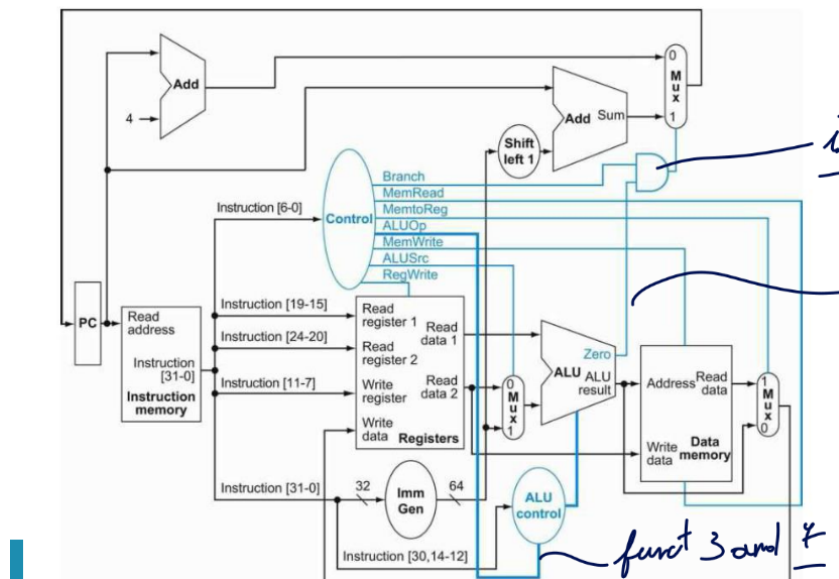 Add
4
0
Mux
1
Add Sum
Shift left 1
Branch
MemRead
MemtoReg
ALUOp
MemWrite
ALUSrc
RegWrite
Instruction [6-0]
Control
PC
Read address
Instruction [31-0]
Instruction memory
Instruction [19-15]
Instruction [24-20]
Instruction [11-7]
Read register 1
Read register 2
Write register
Write data
Read data 1
Read data 2
Registers
0
Mux
1
Zero
ALU
ALU result
Address
Read data
Write data
Data memory
1
Mux
0
Instruction [31-0]
32
Imm Gen
64
ALU control
Instruction [30,14-12]
funct 3 and 7